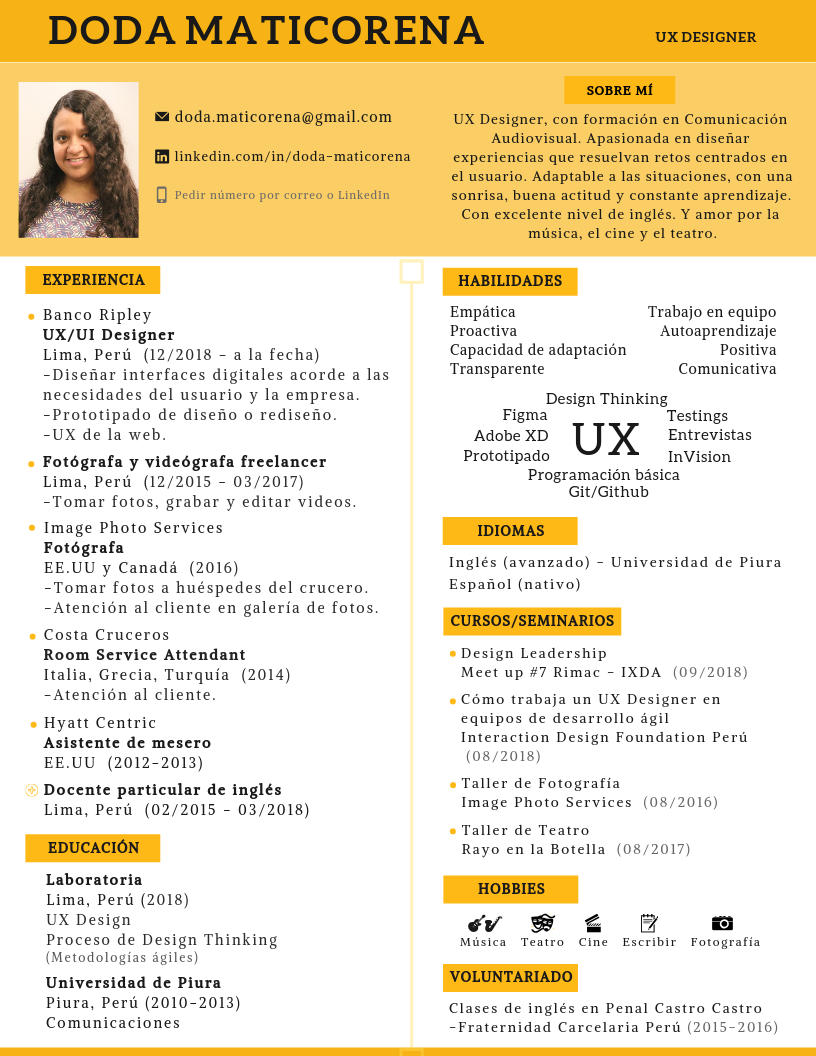 DODA MATICORENA
UX DESIGNER
doda.maticorena@gmail.com
linkedin.com/in/doda-maticorena
Pedir número por correo o LinkedIn
SOBRE MÍ
UX Designer, con formación en Comunicación
Audiovisual. Apasionada en diseñar
experiencias que resuelvan retos centrados en
el usuario. Adaptable a las situaciones, con una
sonrisa, buena actitud y constante aprendizaje.
Con excelente nivel de inglés. Y amor por la
música, el cine y el teatro.
EXPERIENCIA
Banco Ripley
UX/UI Designer
Lima, Perú (12/2018 - a la fecha)
-Diseñar interfaces digitales acorde a las
necesidades del usuario y la empresa.
-Prototipado de diseño o rediseño.
-UX de la web.
Fotógrafa y videógrafa freelancer
Lima, Perú (12/2015 - 03/2017)
-Tomar fotos, grabar y editar videos.
Image Photo Services
Fotógrafa
EE.UU y Canadá (2016)
-Tomar fotos a huéspedes del crucero.
-Atención al cliente en galería de fotos.
Costa Cruceros
Room Service Attendant
Italia, Grecia, Turquía (2014)
-Atención al cliente.
Hyatt Centric
Asistente de mesero
EE.UU (2012-2013)
Docente particular de inglés
Lima, Perú (02/2015 - 03/2018)
EDUCACIÓN
Laboratoria
Lima, Perú (2018)
UX Design
Proceso de Design Thinking
(Metodologías ágiles)
Universidad de Piura
Piura, Perú (2010-2013)
Comunicaciones
HABILIDADES
Empática
Proactiva
Capacidad de adaptación
Transparente
Trabajo en equipo
Autoaprendizaje
Positiva
Comunicativa
Design Thinking
Figma
Adobe XD
Prototipado
UX
Testings
Entrevistas
InVision
Programación básica
Git/Github
IDIOMAS
Inglés (avanzado) - Universidad de Piura
Español (nativo)
CURSOS/SEMINARIOS
Design Leadership
Meet up #7 Rimac - IXDA (09/2018)
Cómo trabaja un UX Designer en
equipos de desarrollo ágil
Interaction Design Foundation Perú
(08/2018)
Taller de Fotografía
Image Photo Services (08/2016)
Taller de Teatro
Rayo en la Botella (08/2017)
HOBBIES
Música Teatro Cine Escribir Fotografía
VOLUNTARIADO
Clases de inglés en Penal Castro Castro
-Fraternidad Carcelaria Perú (2015-2016)